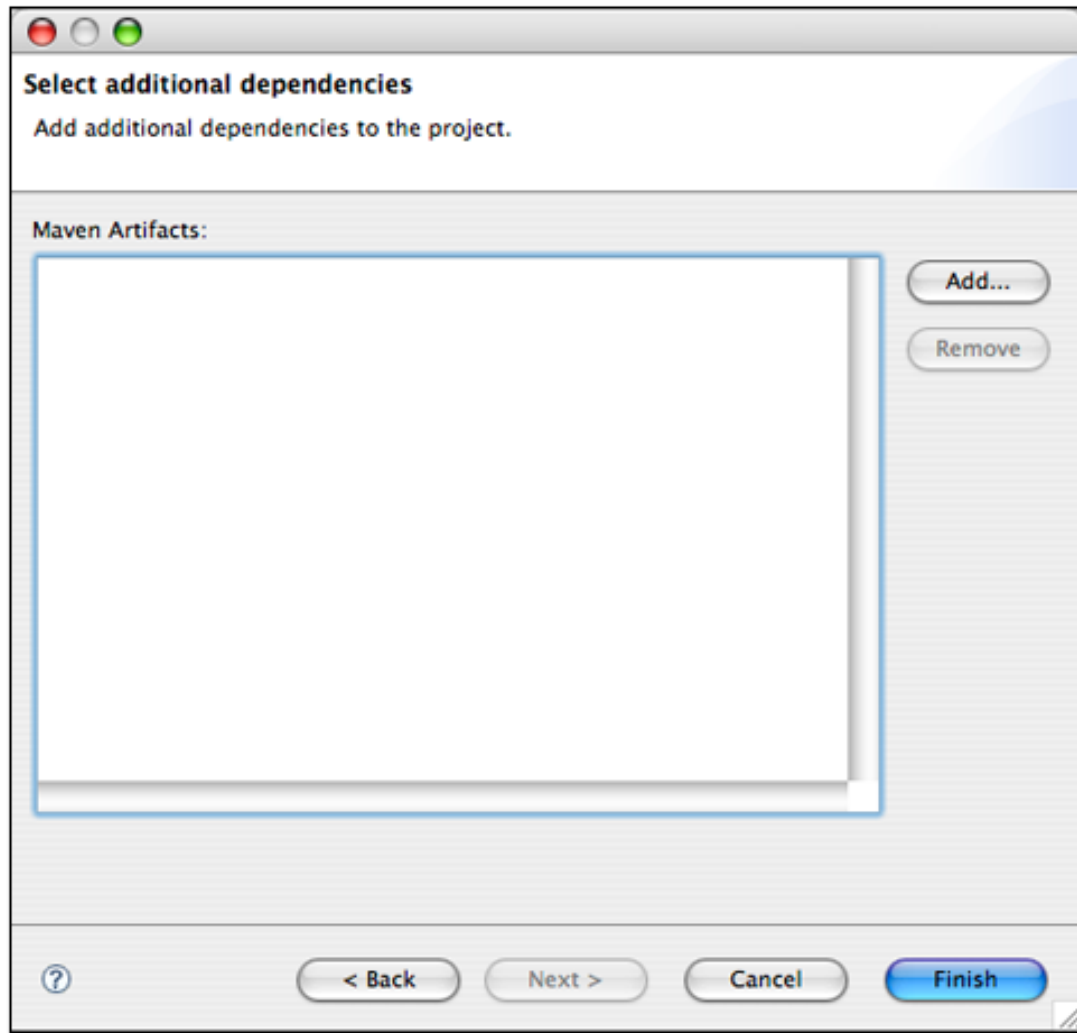 Select additional dependencies
Add additional dependencies to the project.
Maven Artifacts:
Add...
Remove
?
< Back
Next >
Cancel
Finish